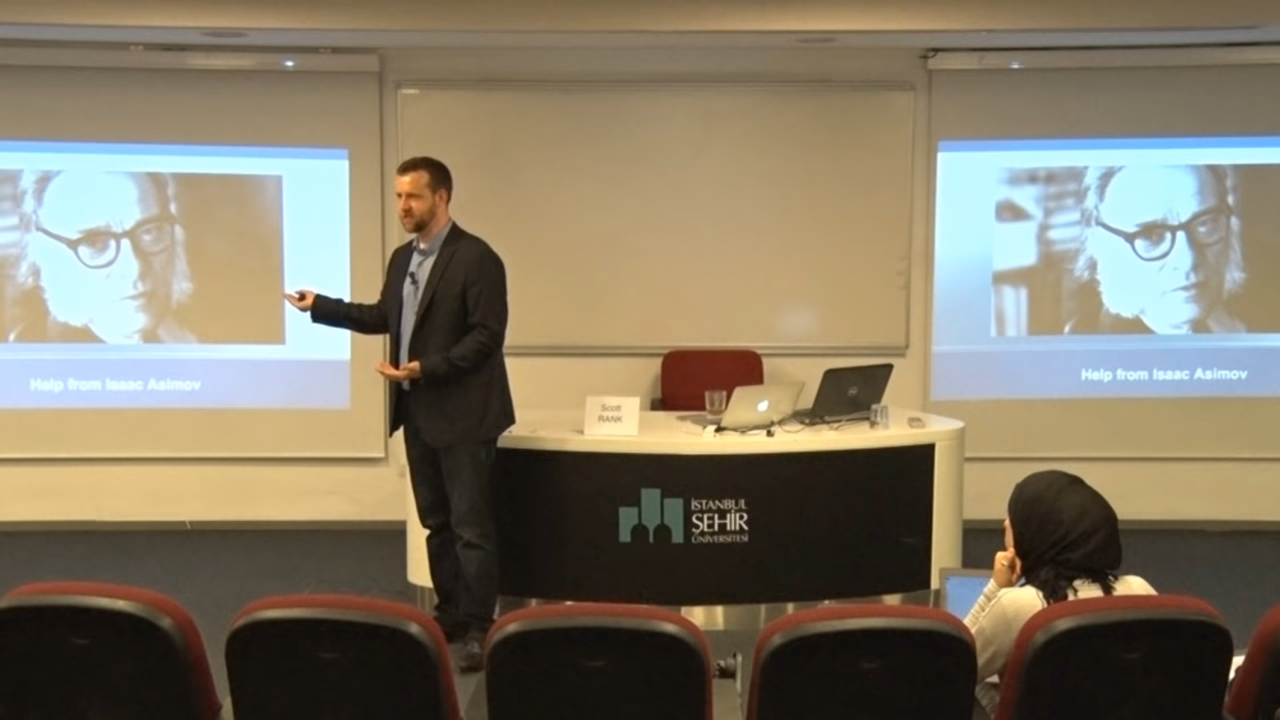 Help from Isaac Asimov
Scott
RANK
İSTANBUL
ŞEHİR
ÜNİVERSİTESİ
Help from Isaac Asimov